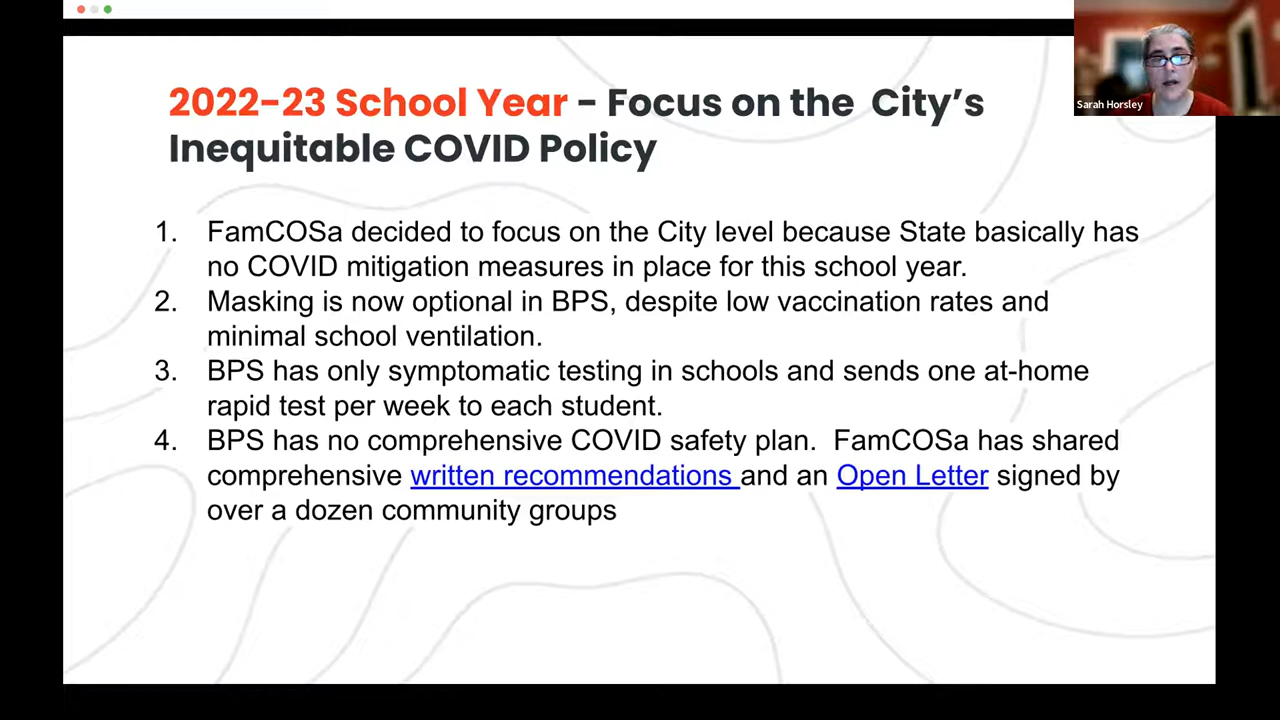 2022-23 School Year - Focus on the City's
Inequitable COVID Policy
Sarah Horsley
1. FamCOSa decided to focus on the City level because State basically has
no COVID mitigation measures in place for this school year.
2. Masking is now optional in BPS, despite low vaccination rates and
minimal school ventilation.
3. BPS has only symptomatic testing in schools and sends one at-home
rapid test per week to each student.
4. BPS has no comprehensive COVID safety plan. FamCOSa has shared
comprehensive written recommendations and an Open Letter signed by
over a dozen community groups